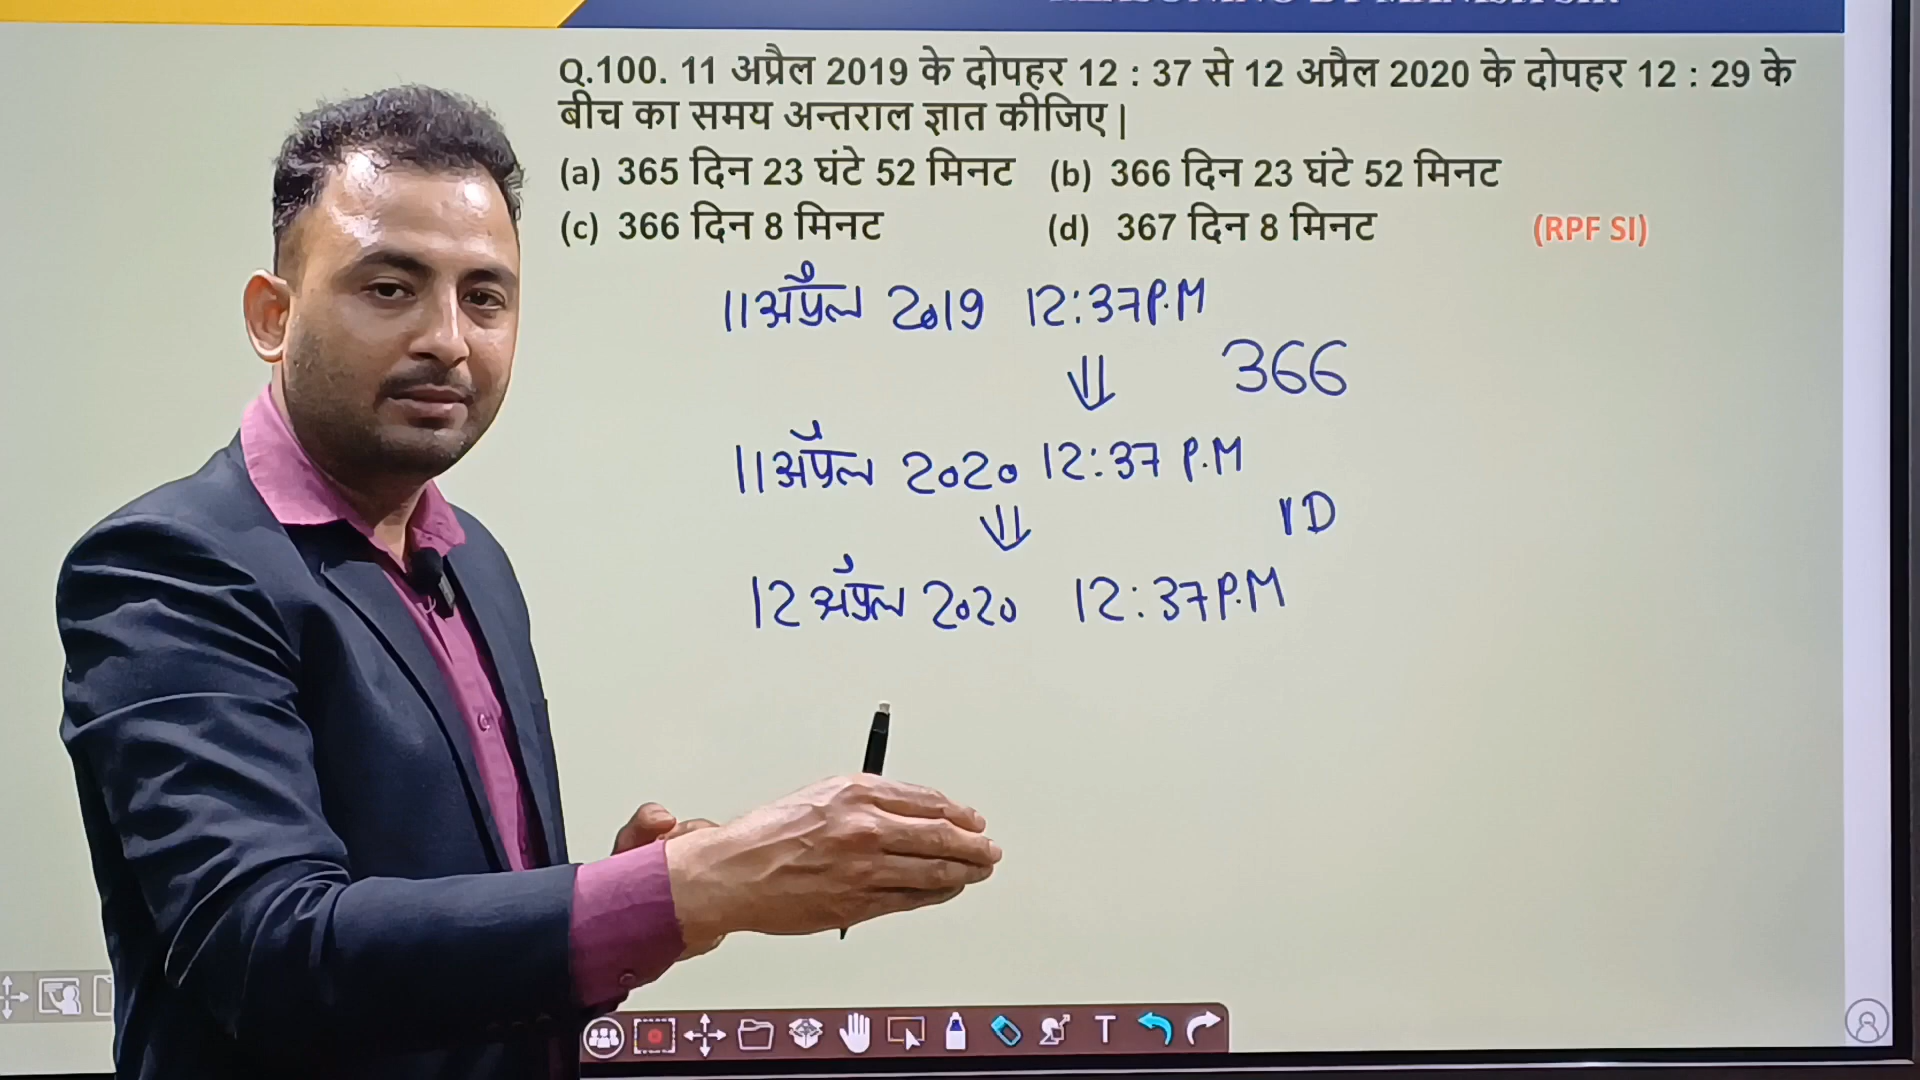 Q.100. 11 अप्रैल 2019 के दोपहर 12 : 37 से 12 अप्रैल 2020 के दोपहर 12 : 29 के
बीच का समय अन्तराल ज्ञात कीजिए |
(a) 365 दिन 23 घंटे 52 मिनट (b) 366 दिन 23 घंटे 52 मिनट
(c) 366 दिन 8 मिनट (d) 367 दिन 8 मिनट (RPF SI)
11 अप्रैल 2019 12:37 P.M
366
11 अप्रैल 2020 12:37 P.M
1D
12 अप्रैल 2020 12:37 P.M
T